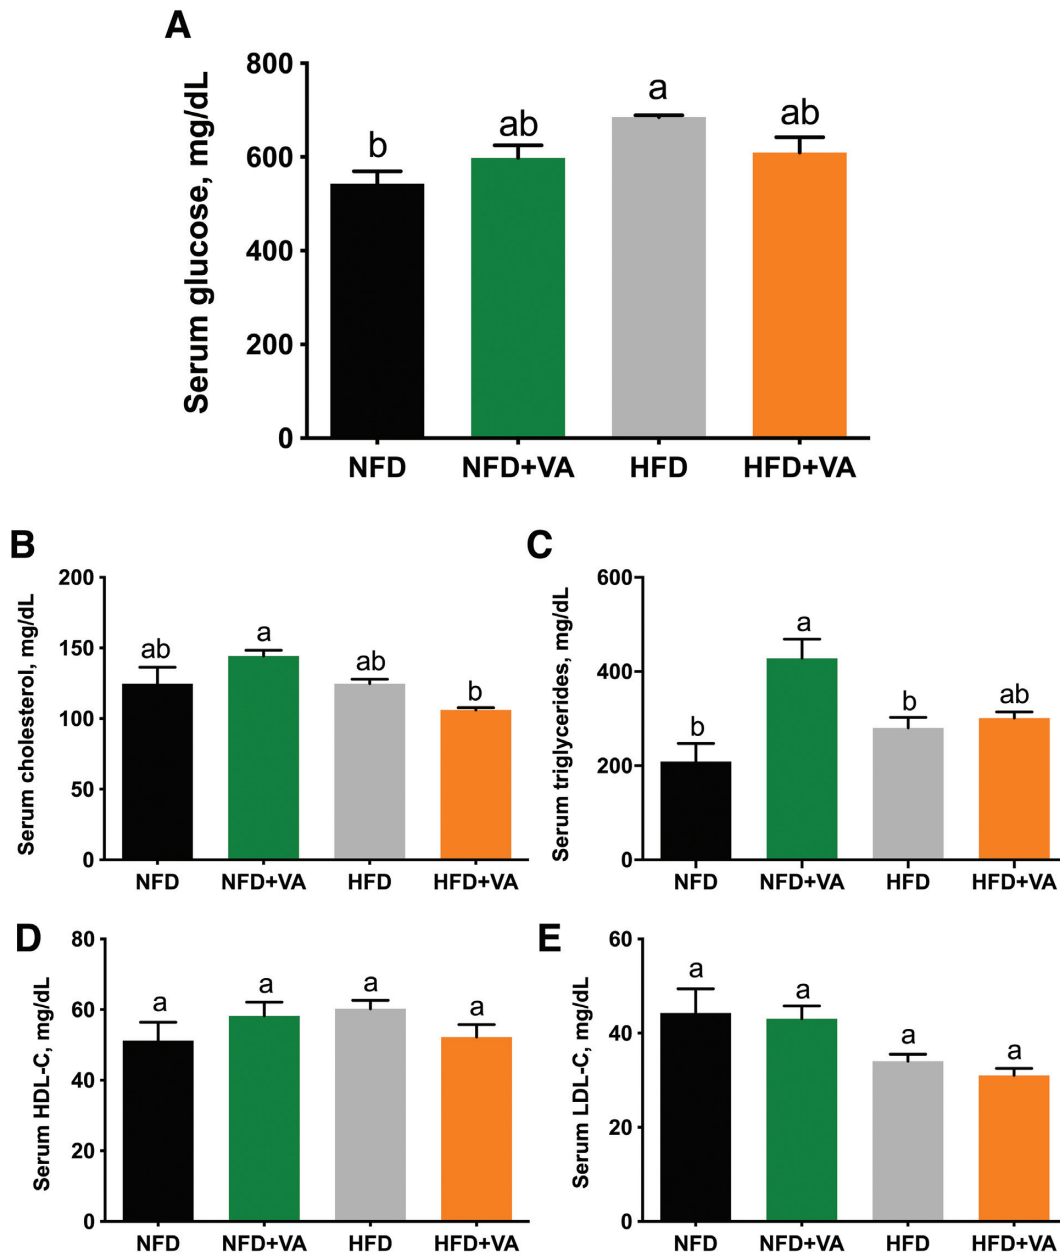 A
Serum glucose, mg/dL
800
600
400
200
0
b
ab
a
ab
NFD
NFD+VA
HFD
HFD+VA
B
Serum cholesterol, mg/dL
200
150
100
50
0
ab
a
ab
b
NFD
NFD+VA
HFD
HFD+VA
C
Serum triglycerides, mg/dL
600
400
200
0
b
a
b
ab
NFD
NFD+VA
HFD
HFD+VA
D
Serum HDL-C, mg/dL
80
60
40
20
0
a
a
a
a
NFD
NFD+VA
HFD
HFD+VA
E
Serum LDL-C, mg/dL
60
40
20
0
a
a
a
a
NFD
NFD+VA
HFD
HFD+VA